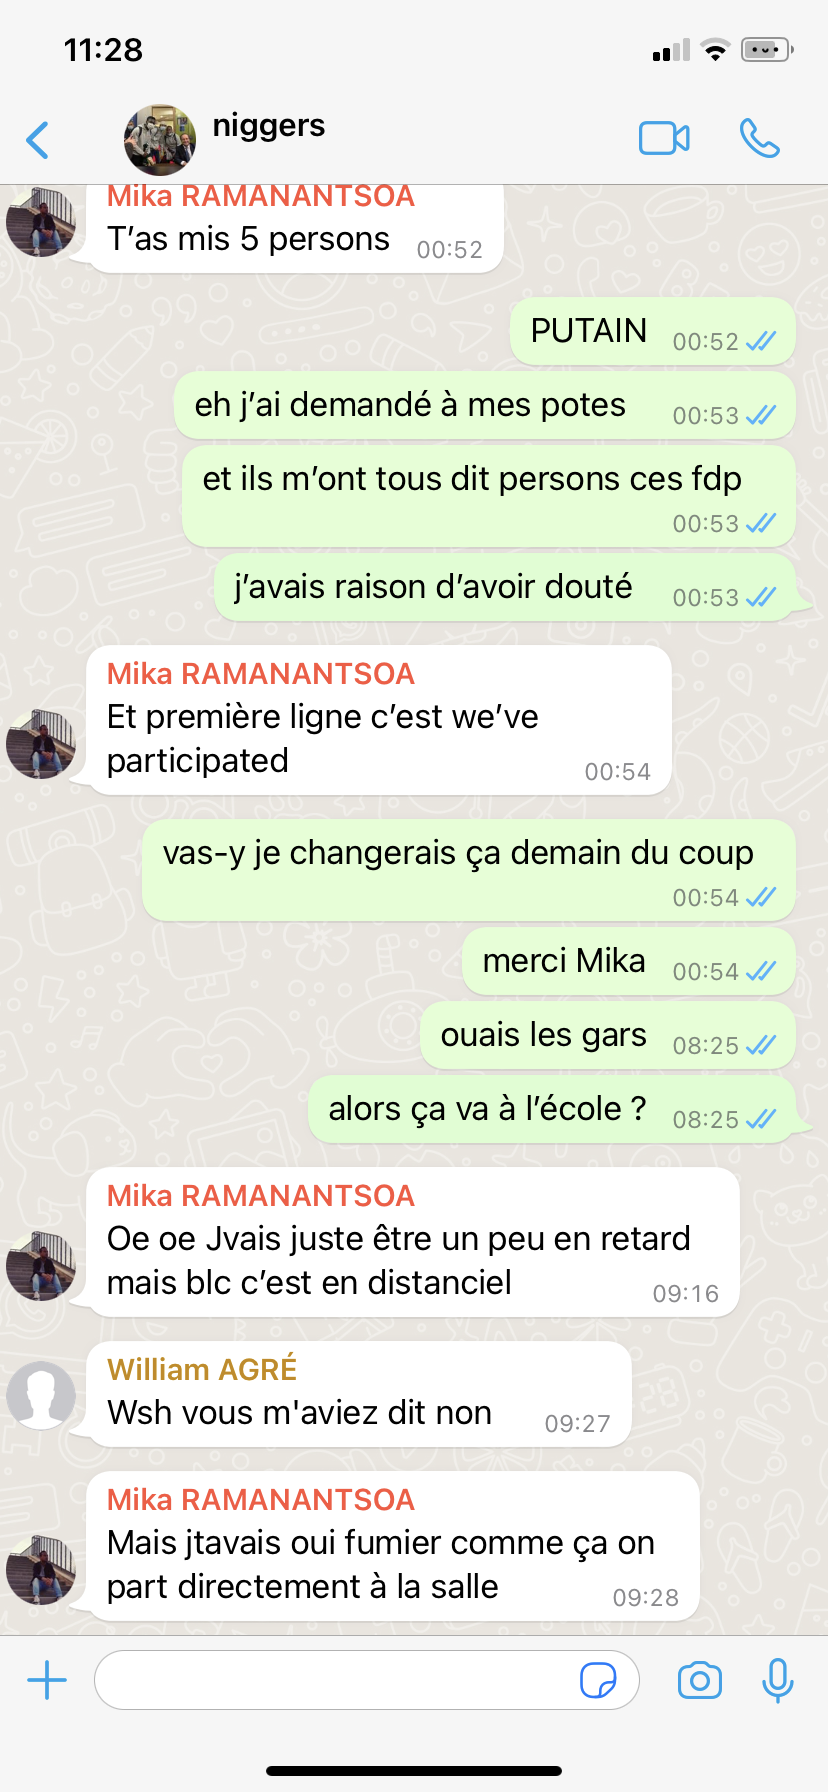 11:28
niggers
Mika RAMANANTSOA
T'as mis 5 persons 00:52
PUTAIN 00:52
eh j'ai demandé à mes potes 00:53
et ils m'ont tous dit persons ces fdp
00:53
j'avais raison d'avoir douté 00:53
Mika RAMANANTSOA
Et première ligne c'est we've
participated 00:54
vas-y je changerais ça demain du coup
00:54
merci Mika 00:54
ouais les gars 08:25
alors ça va à l'école ? 08:25
Mika RAMANANTSOA
Oe oe Jvais juste être un peu en retard
mais blc c'est en distanciel 09:16
William AGRÉ
Wsh vous m'aviez dit non 09:27
Mika RAMANANTSOA
Mais jtavais oui fumier comme ça on
part directement à la salle 09:28